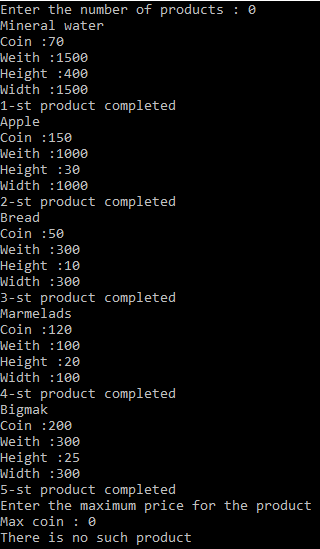 Enter the number of products : 0
Mineral water
Coin :70
Weith :1500
Height :400
Width :1500
1-st product completed
Apple
Coin :150
Weith :1000
Height :30
Width :1000
2-st product completed
Bread
Coin :50
Weith :300
Height :10
Width :300
3-st product completed
Marmelads
Coin :120
Weith :100
Height :20
Width :100
4-st product completed
Bigmak
Coin :200
Weith :300
Height :25
Width :300
5-st product completed
Enter the maximum price for the product
Max coin : 0
There is no such product